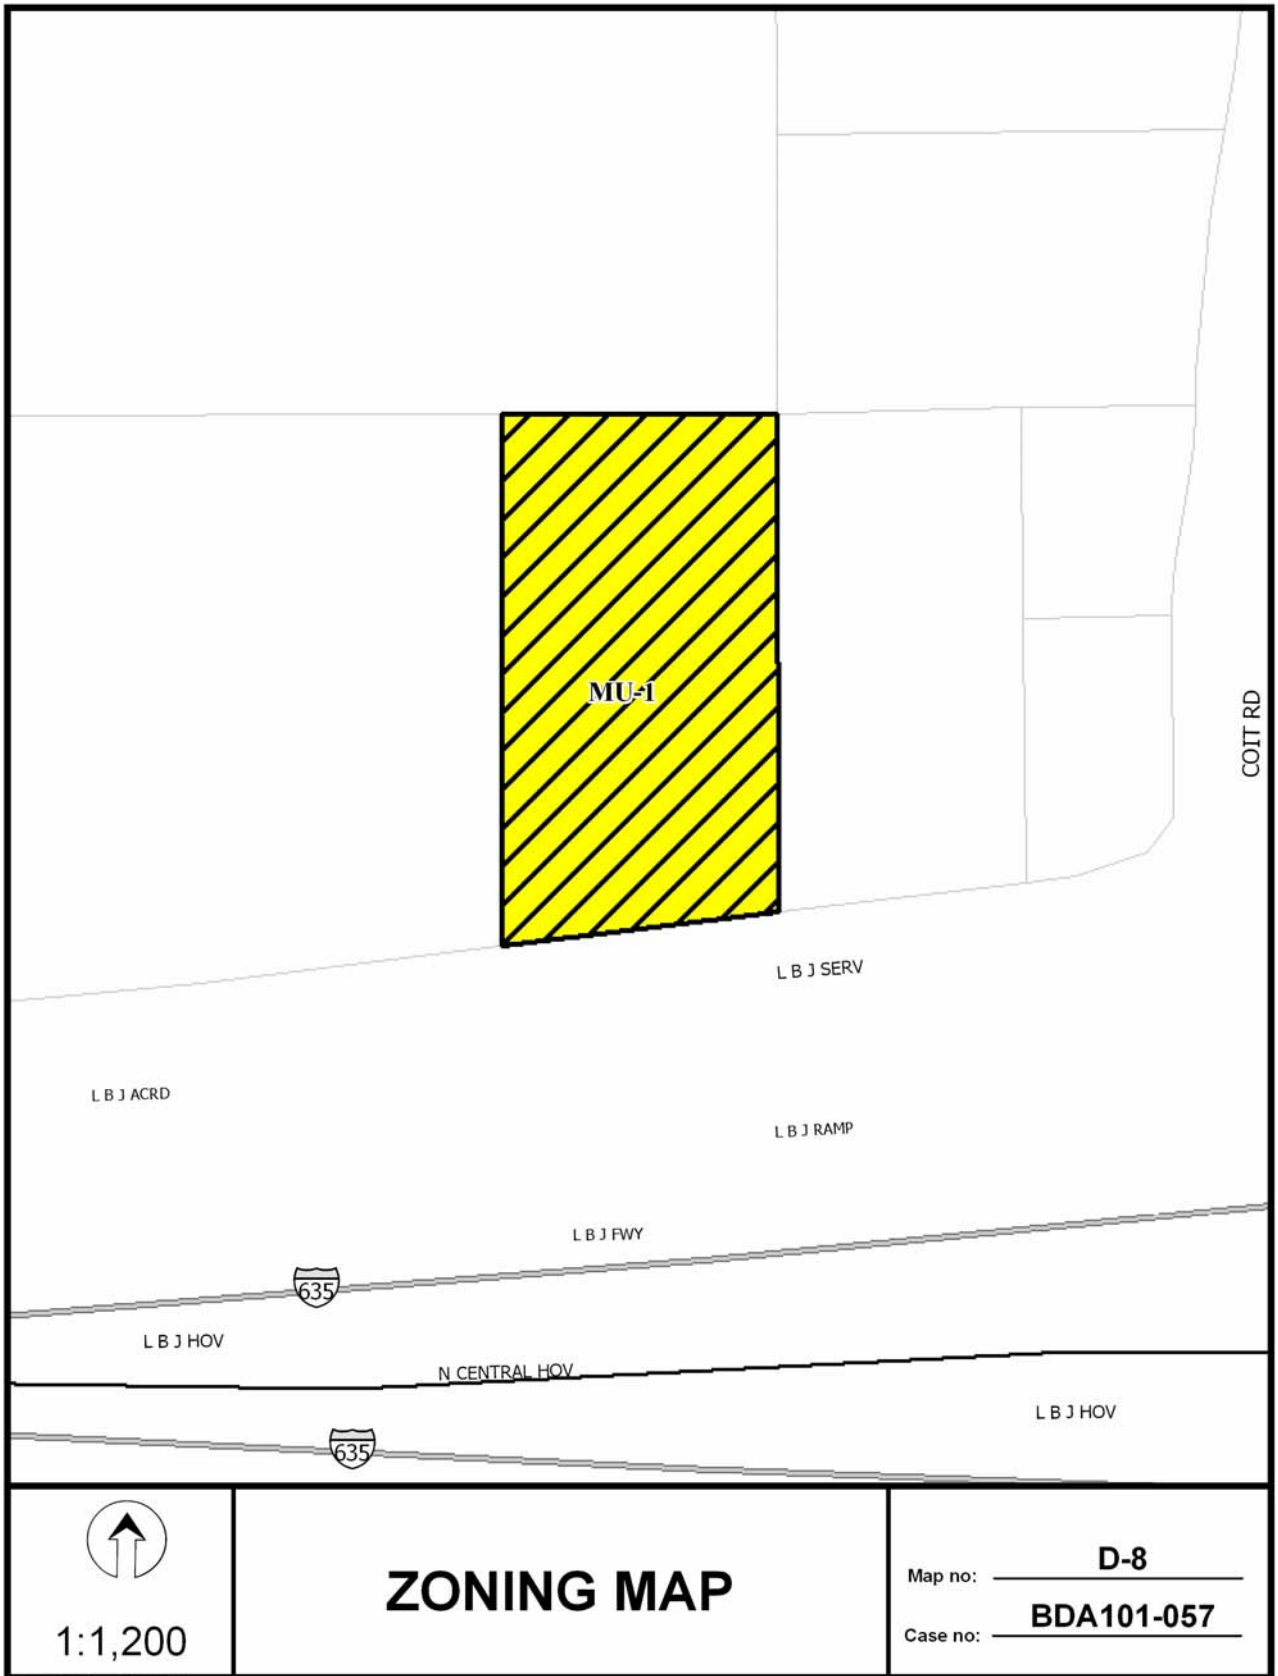 MU-1
COIT RD
L B J SERV
L B J ACRD
L B J RAMP
L B J FWY
635
L B J HOV
N CENTRAL HOV
L B J HOV
635
1:1,200
ZONING MAP
Map no: D-8
Case no: BDA101-057